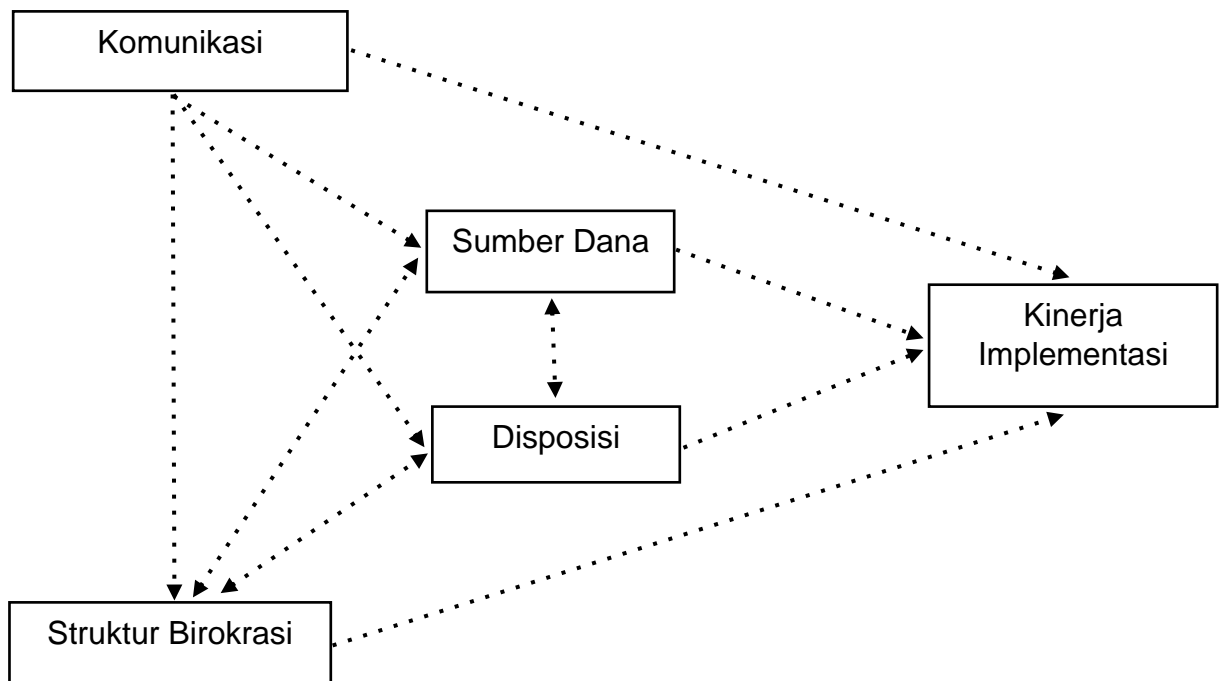 Komunikasi
Sumber Dana
Kinerja
Implementasi
Disposisi
Struktur Birokrasi